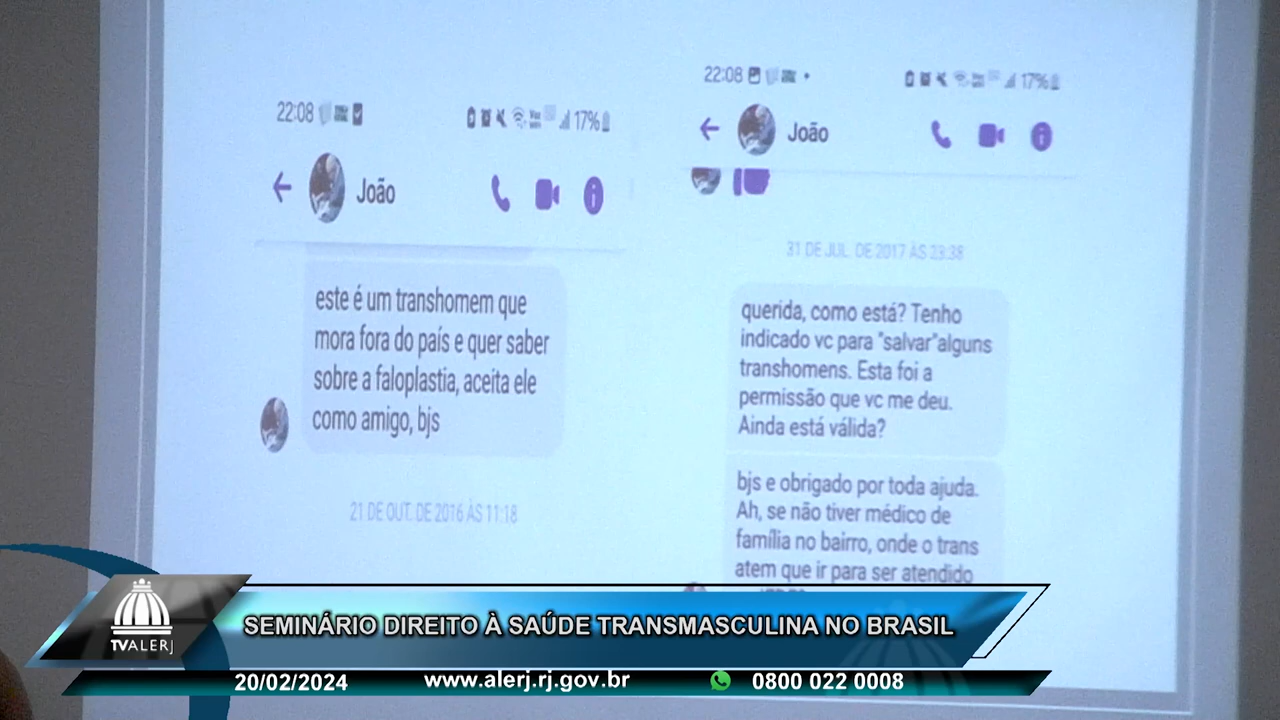 22:08
17%
João
este é um transhomem que
mora fora do país e quer saber
sobre a faloplastia, aceita ele
como amigo, bjs
21 DE OUT. DE 2016 ÀS 11:18
22:08
17%
João
31 DE JUL. DE 2017 ÀS 23:38
querida, como está? Tenho
indicado vc para "salvar"alguns
transhomens. Esta foi a
permissão que vc me deu.
Ainda está válida?
bjs e obrigado por toda ajuda.
Ah, se não tiver médico de
família no bairro, onde o trans
atem que ir para ser atendido
TVALERJ
SEMINÁRIO DIREITO À SAÚDE TRANSMASCULINA NO BRASIL
20/02/2024 www.alerj.rj.gov.br 0800 022 0008